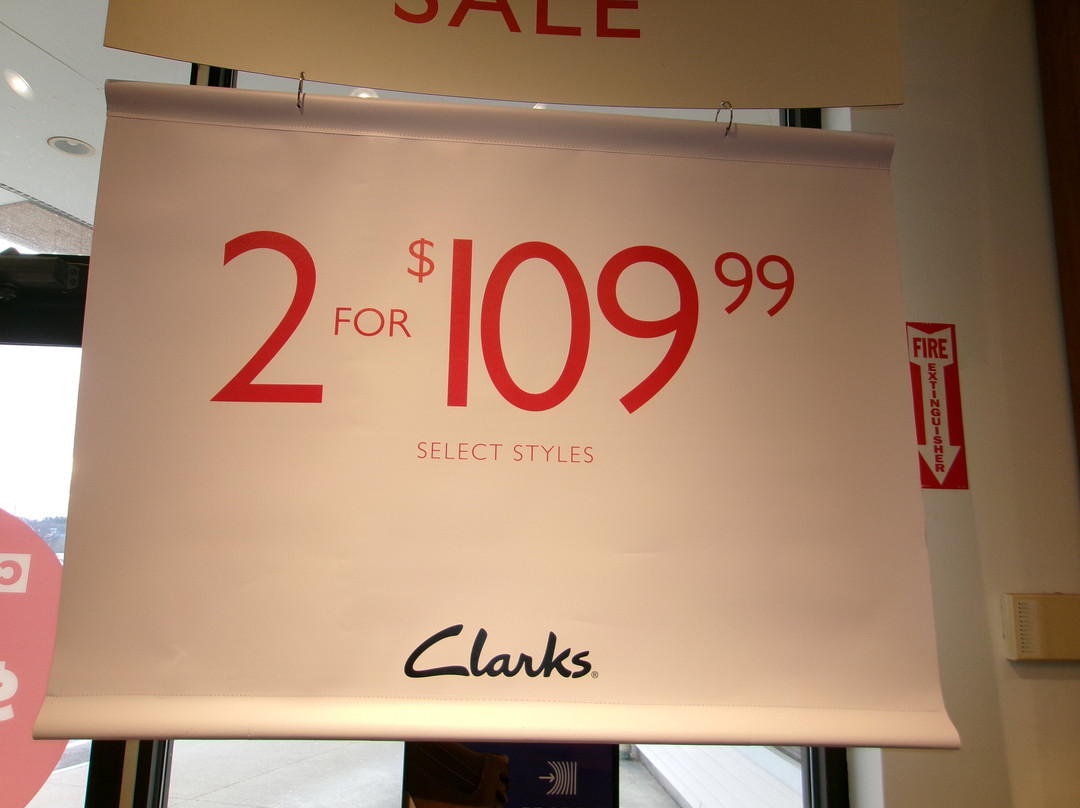 SALE
2 FOR $109 99
SELECT STYLES
Clarks®
FIRE
EXTINGUISHER